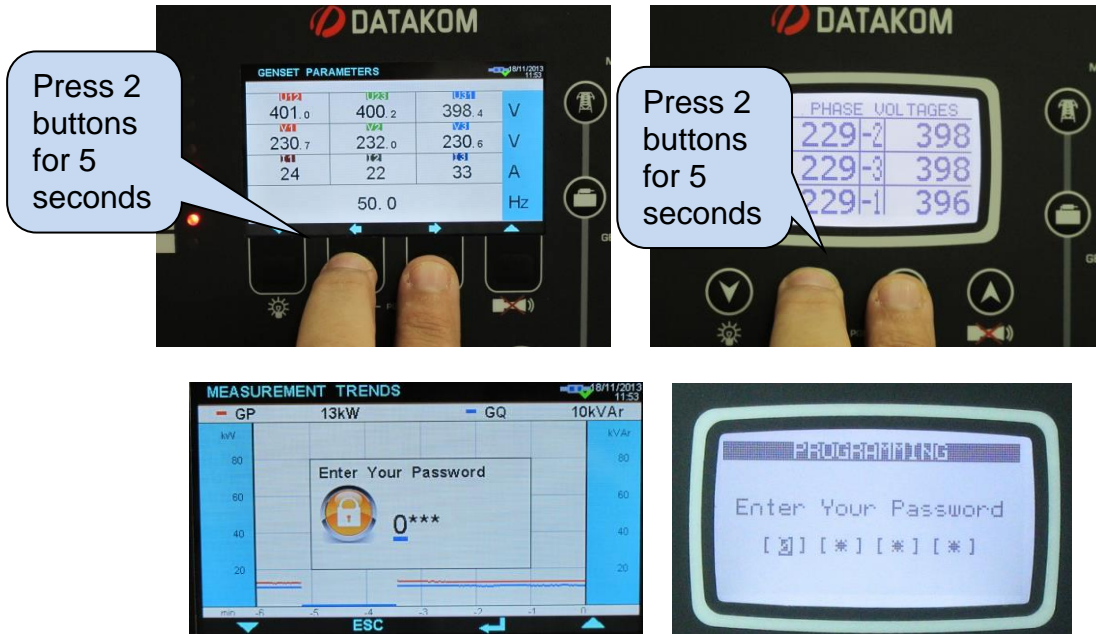 DATAKOM
Press 2
buttons
for 5
seconds
GENSET PARAMETERS
18/11/2013
11:53
U12 U23 U31
401.0 400.2 398.4 V
V1 V2 V3
230.7 232.0 230.6 V
I1 I2 I3
24 22 33 A
50.0 Hz
DATAKOM
Press 2
buttons
for 5
seconds
PHASE VOLTAGES
229-2 398
229-3 398
229-1 396
MEASUREMENT TRENDS
18/11/2013
11:53
GP 13kW GQ 10kVAr
kW kVAr
80 80
Enter Your Password
60 60
0***
40 40
20 20
min -6 -5 -4 -3 -2 -1 0
ESC
PROGRAMMING
Enter Your Password
[5] [*] [*] [*]